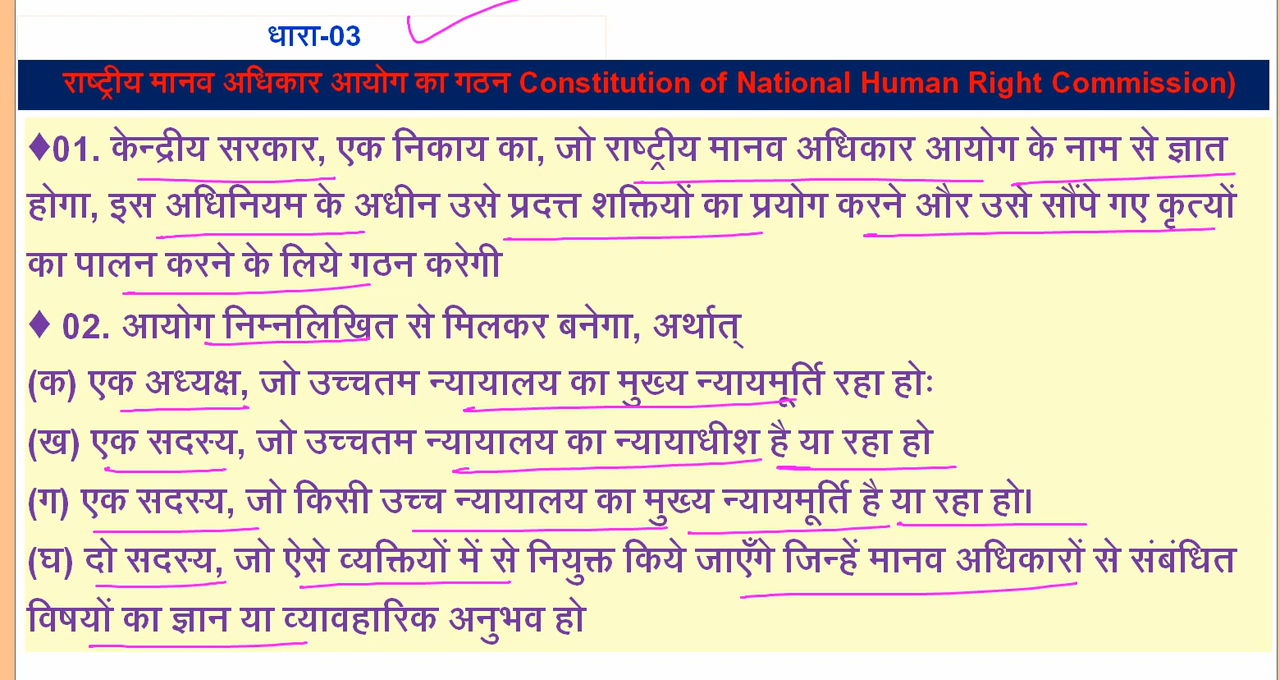 धारा-03
राष्ट्रीय मानव अधिकार आयोग का गठन Constitution of National Human Right Commission)
♦01. केन्द्रीय सरकार, एक निकाय का, जो राष्ट्रीय मानव अधिकार आयोग के नाम से ज्ञात
होगा, इस अधिनियम के अधीन उसे प्रदत्त शक्तियों का प्रयोग करने और उसे सौंपे गए कृत्यों
का पालन करने के लिये गठन करेगी
♦ 02. आयोग निम्नलिखित से मिलकर बनेगा, अर्थात्
(क) एक अध्यक्ष, जो उच्चतम न्यायालय का मुख्य न्यायमूर्ति रहा होः
(ख) एक सदस्य, जो उच्चतम न्यायालय का न्यायाधीश है या रहा हो
(ग) एक सदस्य, जो किसी उच्च न्यायालय का मुख्य न्यायमूर्ति है या रहा हो।
(घ) दो सदस्य, जो ऐसे व्यक्तियों में से नियुक्त किये जाएँगे जिन्हें मानव अधिकारों से संबंधित
विषयों का ज्ञान या व्यावहारिक अनुभव हो